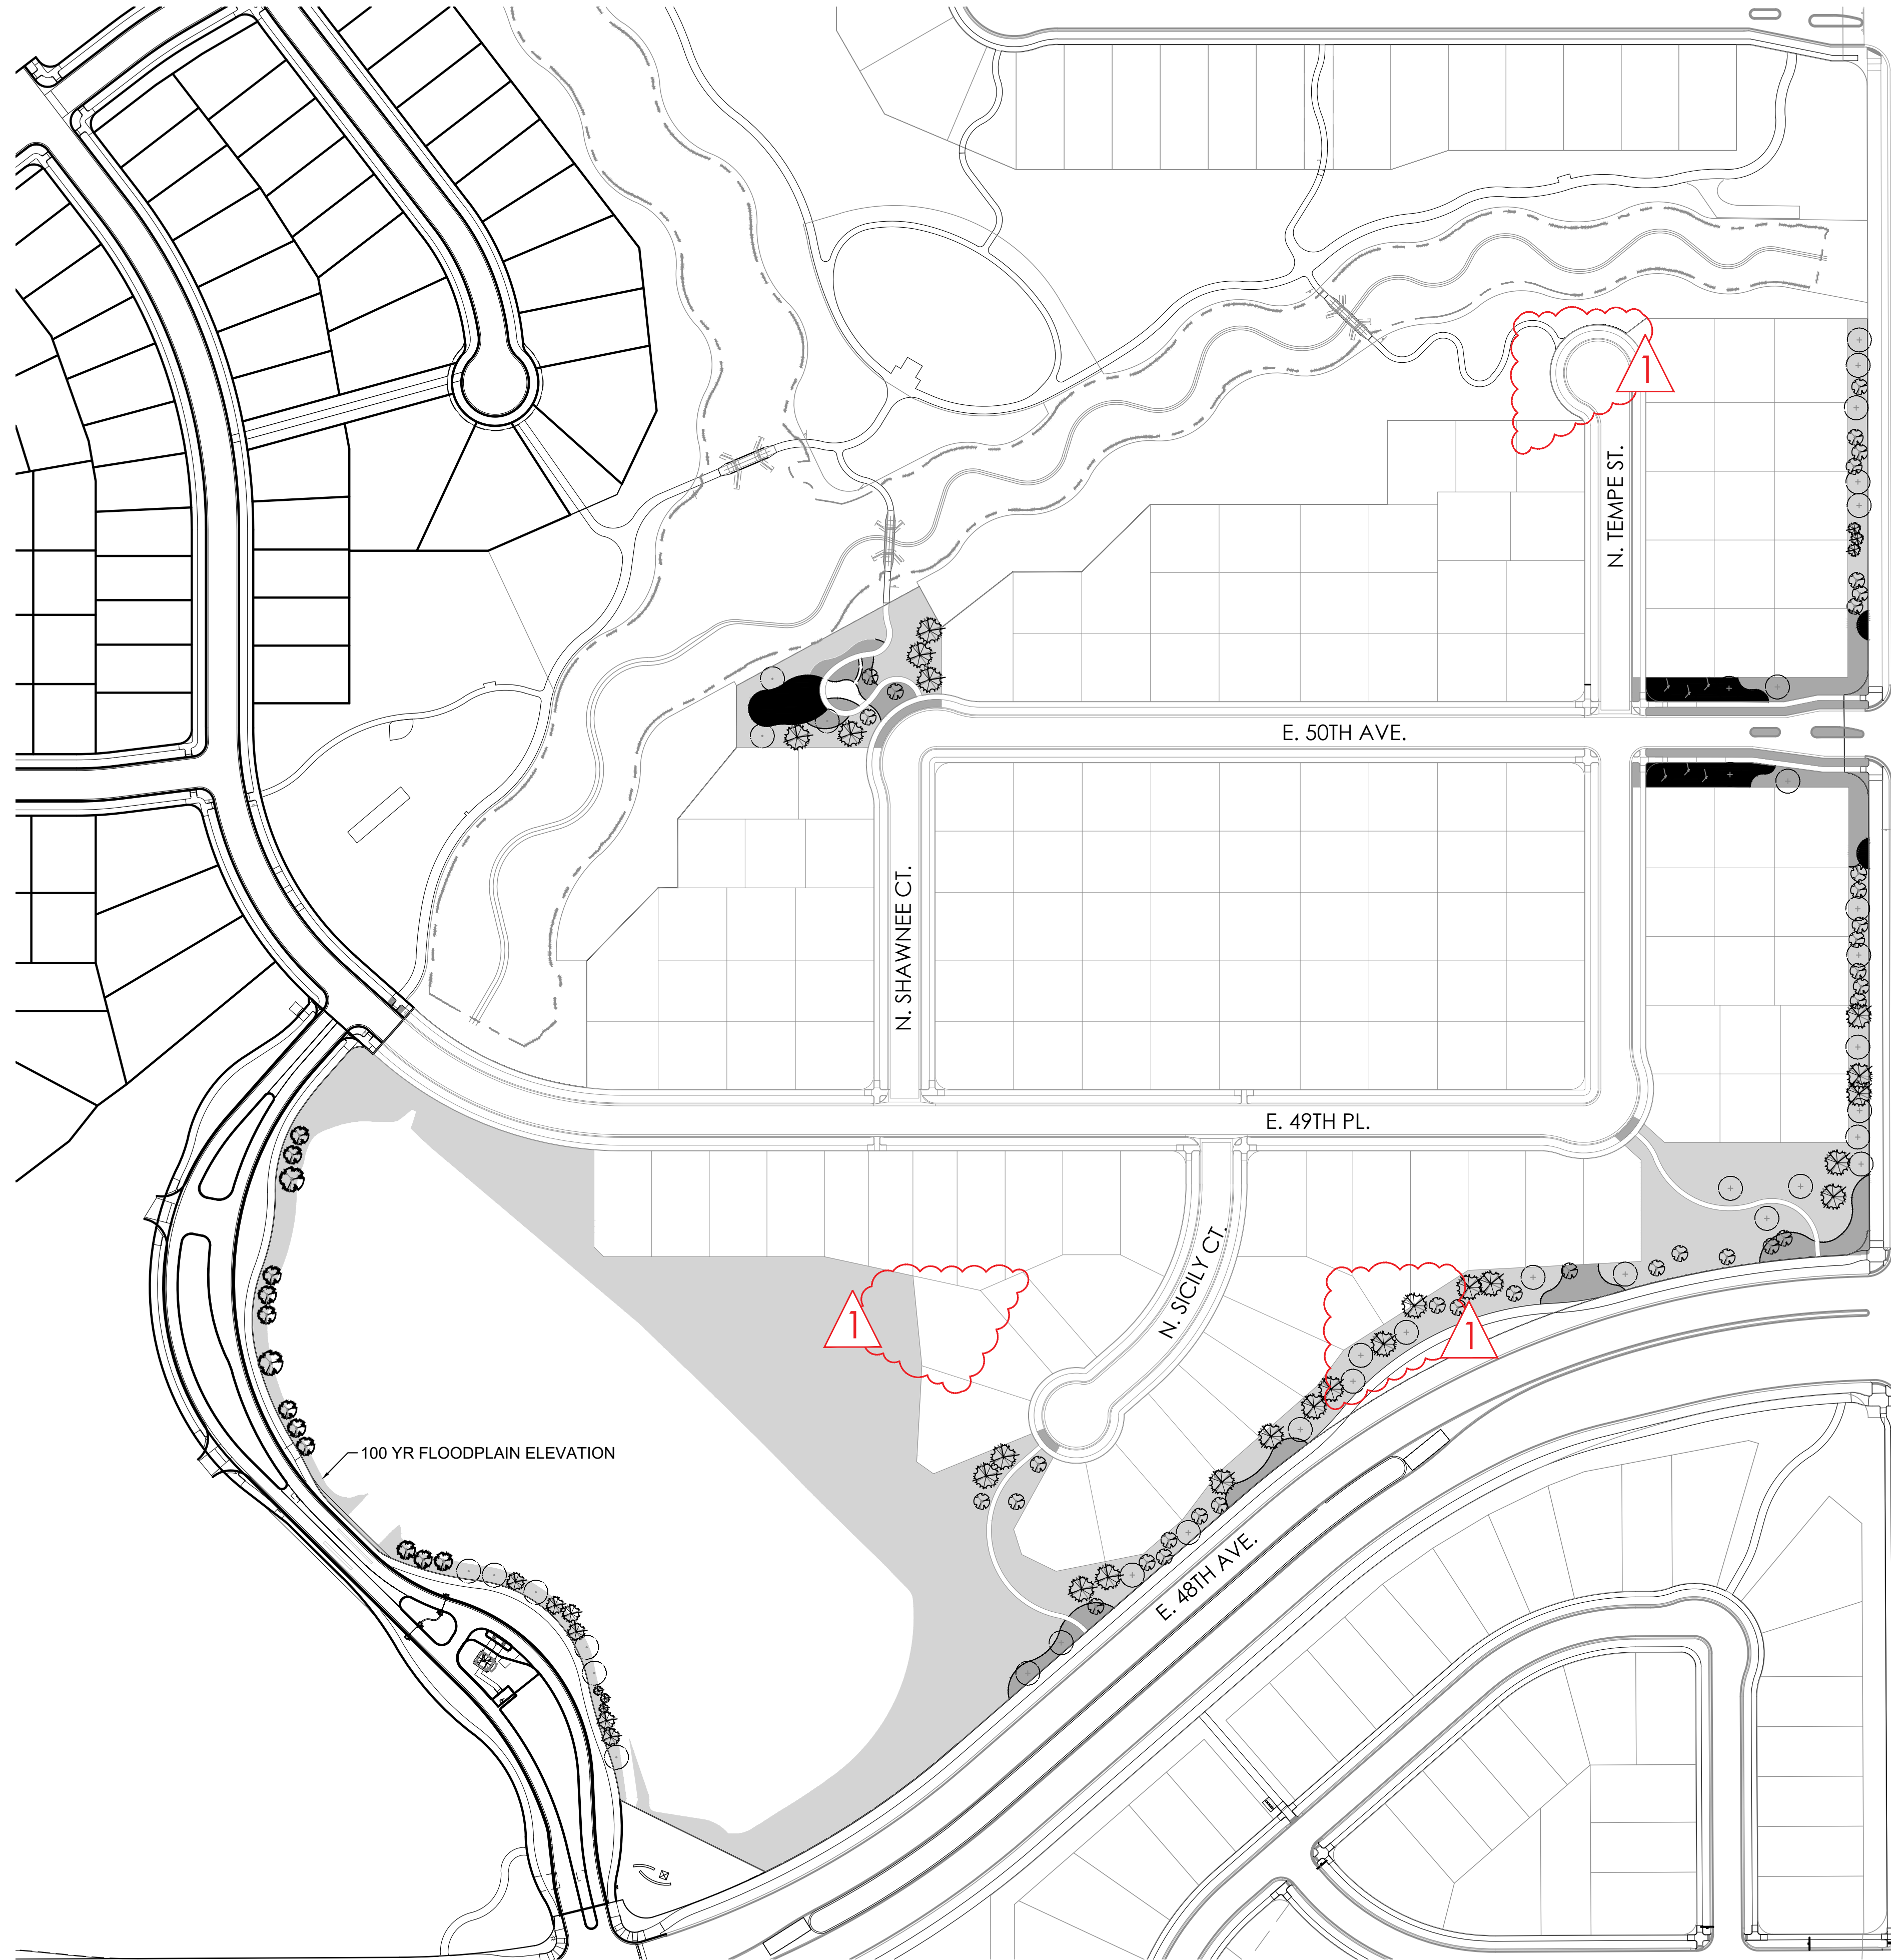 1
N. TEMPE ST.
E. 50TH AVE.
N. SHAWNEE CT.
E. 49TH PL.
N. SICILY CT.
1
1
100 YR FLOODPLAIN ELEVATION
E. 48TH AVE.